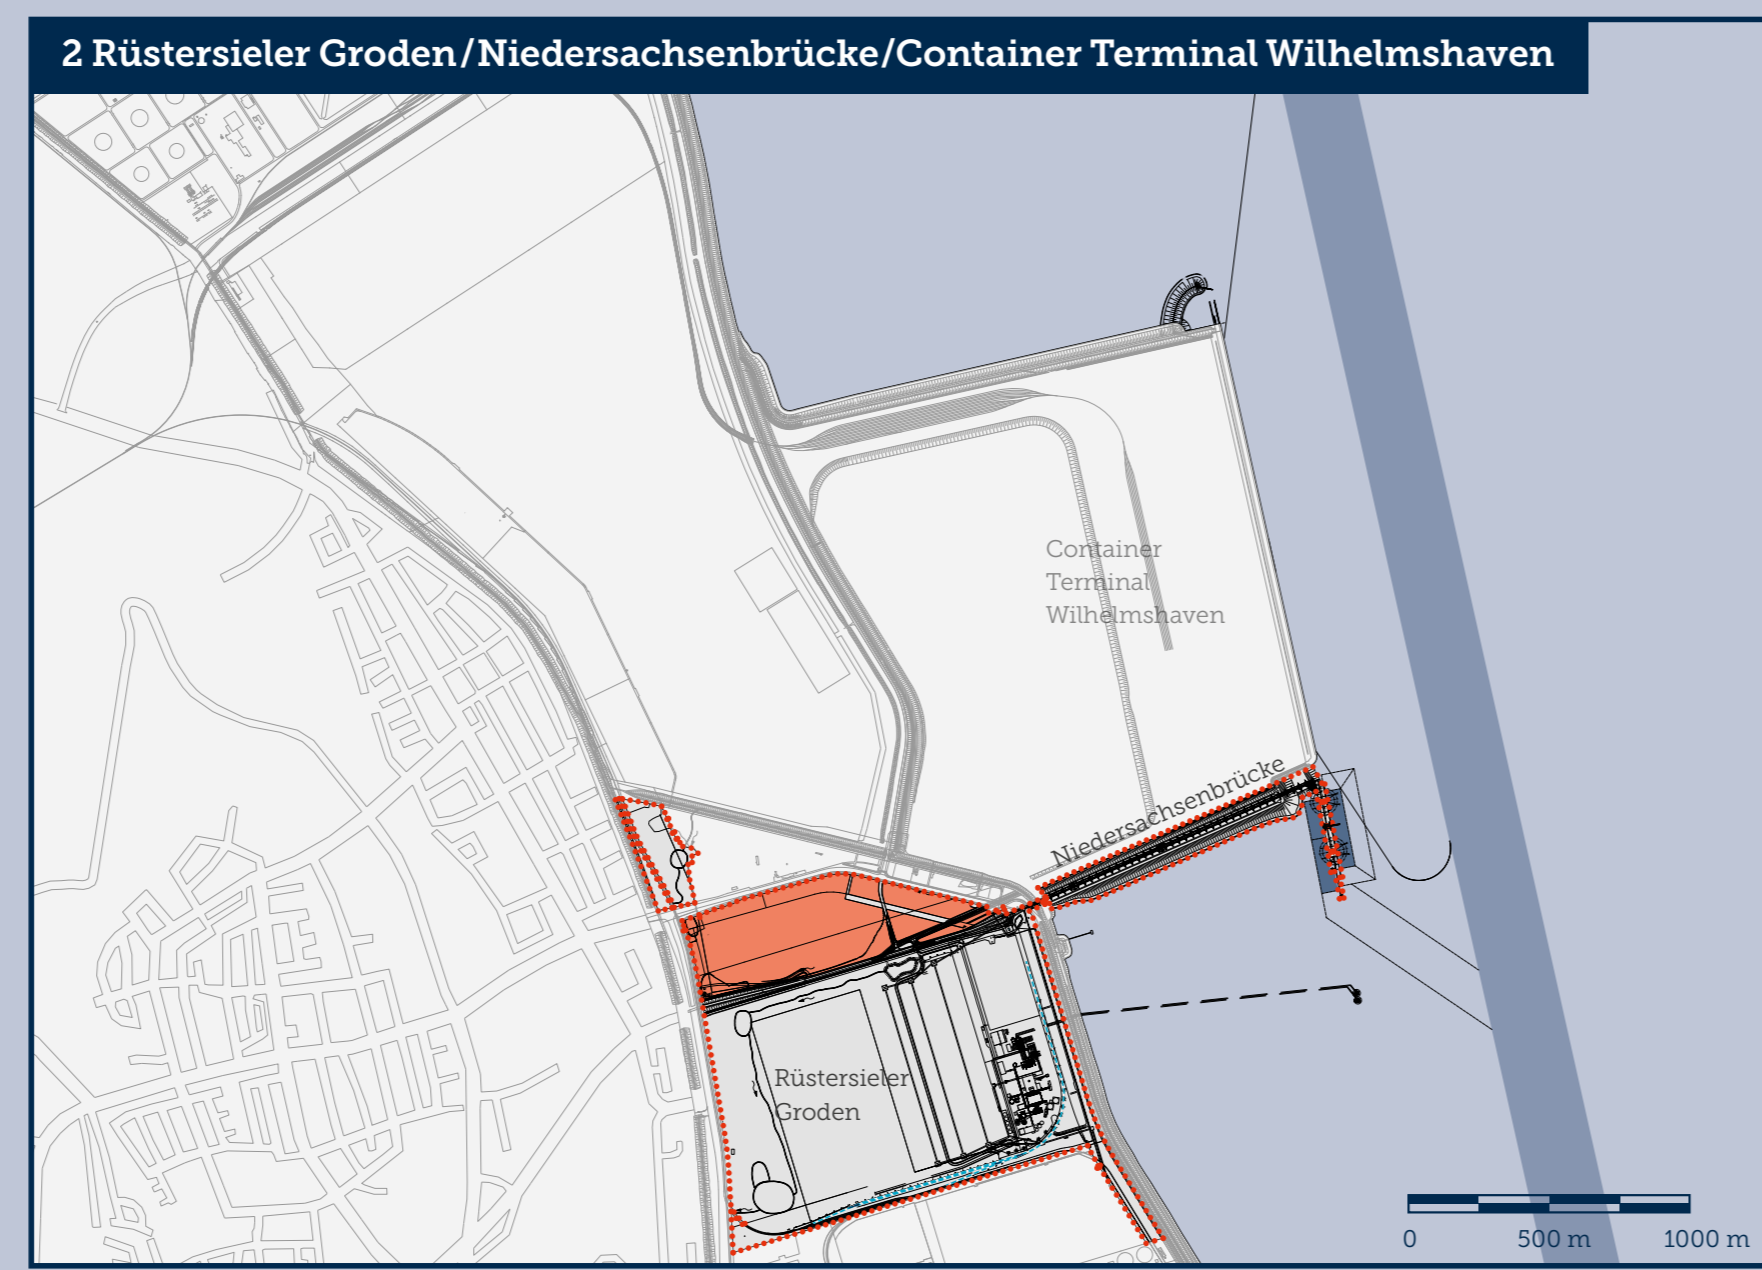 2 Rüstersieler Groden/Niedersachsenbrücke/Container Terminal Wilhelmshaven
Container
Terminal
Wilhelmshaven
Niedersachsenbrücke
Rüstersieler
Groden
0 500 m 1000 m